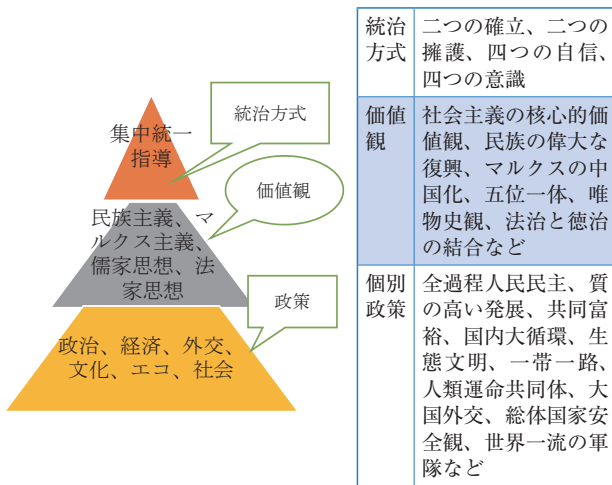 集中統一
指導
統治方式
民族主義、マ
ルクス主義、
儒家思想、法
家思想
価値観
政治、経済、外交、
文化、エコ、社会
政策
統治
方式
二つの確立、二つの
擁護、四つの自信、
四つの意識
価値
観
社会主義の核心的価
値観、民族の偉大な
復興、マルクスの中
国化、五位一体、唯
物史観、法治と徳治
の結合など
個別
政策
全過程人民民主、質
の高い発展、共同富
裕、国内大循環、生
態文明、一帯一路、
人類運命共同体、大
国外交、総体国家安
全観、世界一流の軍
隊など